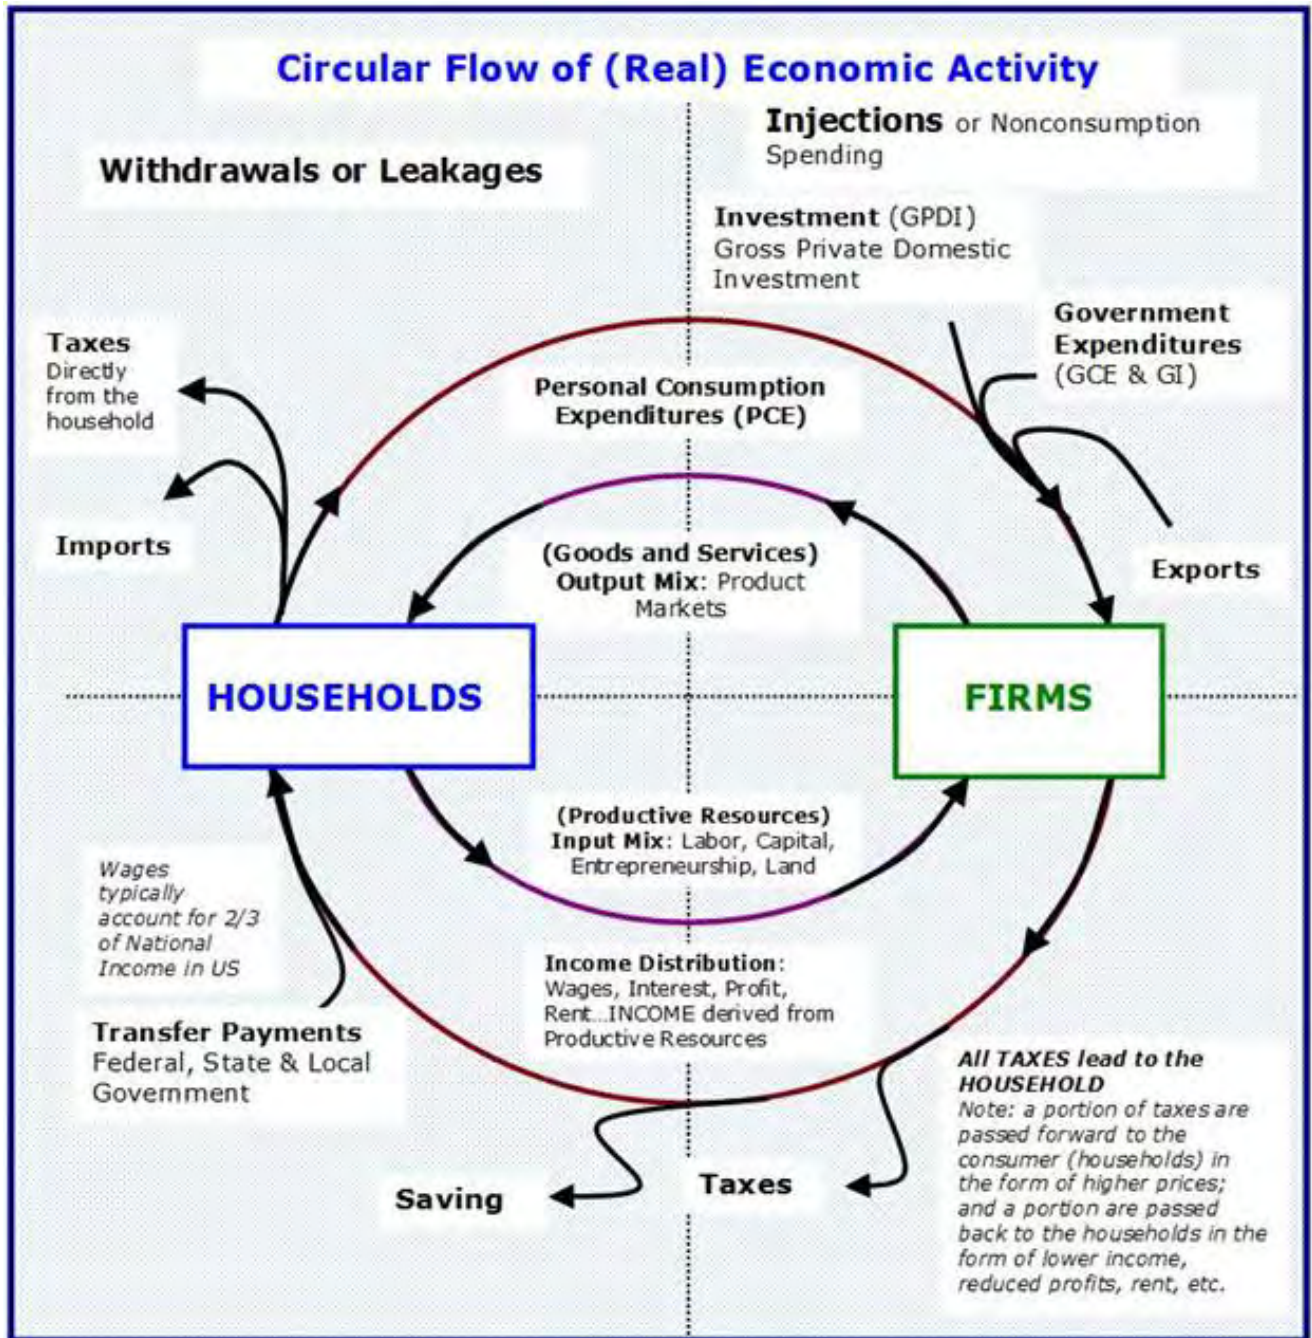 Circular Flow of (Real) Economic Activity
Withdrawals or Leakages
Injections or Nonconsumption
Spending
Investment (GPDI)
Gross Private Domestic
Investment
Government
Expenditures
(GCE & GI)
Taxes
Directly
from the
household
Personal Consumption
Expenditures (PCE)
Imports
(Goods and Services)
Output Mix: Product
Markets
Exports
HOUSEHOLDS
FIRMS
(Productive Resources)
Input Mix: Labor, Capital,
Entrepreneurship, Land
Wages
typically
account for 2/3
of National
Income in US
Income Distribution:
Wages, Interest, Profit,
Rent...INCOME derived from
Productive Resources
Transfer Payments
Federal, State & Local
Government
All TAXES lead to the
HOUSEHOLD
Note: a portion of taxes are
passed forward to the
consumer (households) in
the form of higher prices;
and a portion are passed
back to the households in the
form of lower income,
reduced profits, rent, etc.
Saving
Taxes